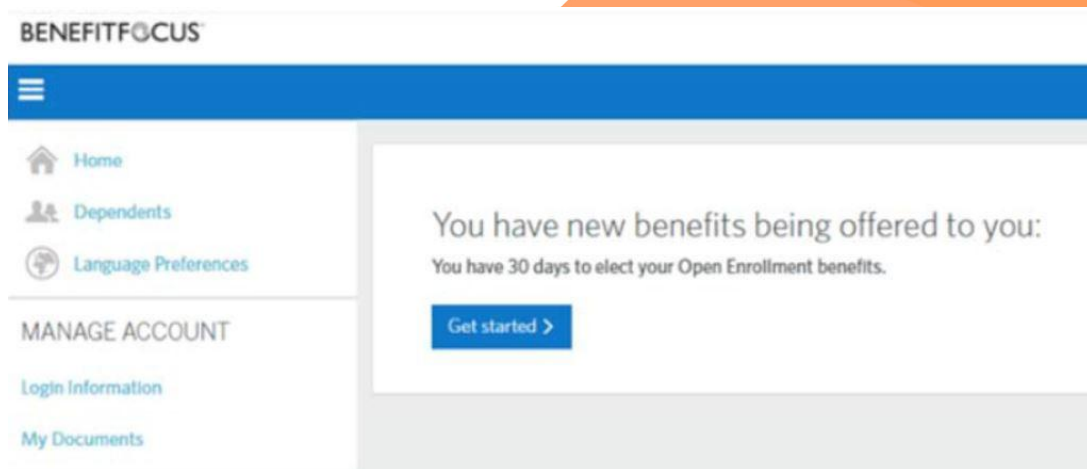 BENEFITFOCUS
Home
Dependents
Language Preferences
MANAGE ACCOUNT
Login Information
My Documents
You have new benefits being offered to you:
You have 30 days to elect your Open Enrollment benefits.
Get started >